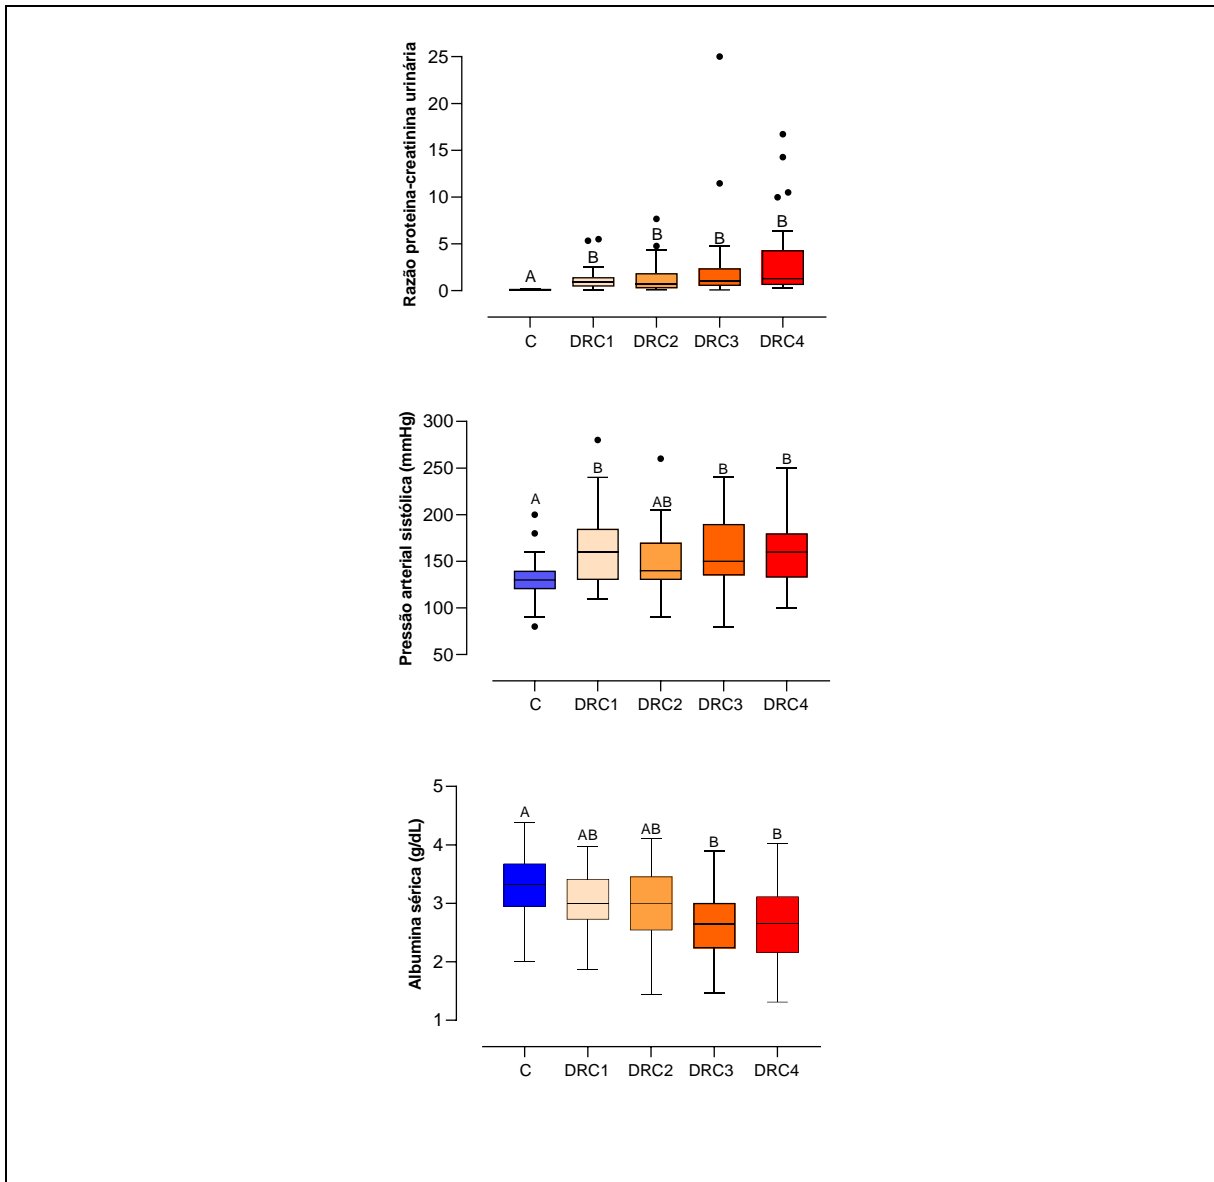 Razão proteina-creatinina urinária
25
20
15
10
5
0
A
B
B
B
B
C DRC1 DRC2 DRC3 DRC4
Pressão arterial sistólica (mmHg)
300
250
200
150
100
50
A
B
AB
B
B
C DRC1 DRC2 DRC3 DRC4
Albumina sérica (g/dL)
5
4
3
2
1
A
AB
AB
B
B
C DRC1 DRC2 DRC3 DRC4